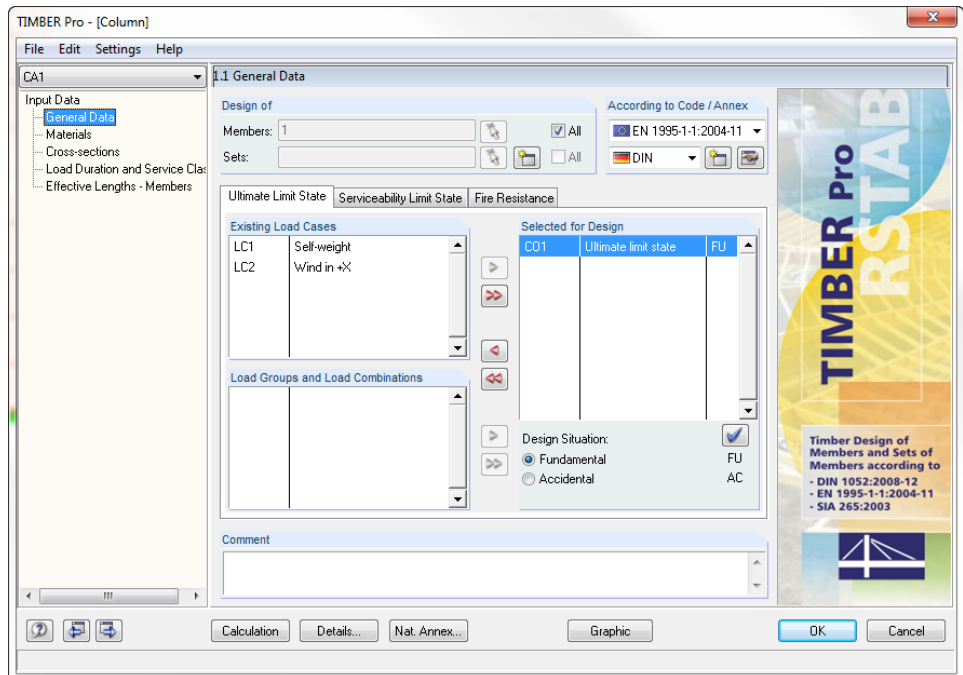 TIMBER Pro - [Column]
File Edit Settings Help
CA1
1.1 General Data
Input Data
General Data
Materials
Cross-sections
Load Duration and Service Clas
Effective Lengths - Members
Design of
Members: 1
All
Sets:
All
According to Code / Annex
EN 1995-1-1:2004-11
DIN
Ultimate Limit State Serviceability Limit State Fire Resistance
Existing Load Cases
LC1 Self-weight
LC2 Wind in +X
Selected for Design
CO1 Ultimate limit state FU
Load Groups and Load Combinations
Design Situation:
Fundamental FU
Accidental AC
Comment
TIMBER Pro
RSTAB
Timber Design of
Members and Sets of
Members according to
- DIN 1052:2008-12
- EN 1995-1-1:2004-11
- SIA 265:2003
Calculation Details... Nat. Annex... Graphic OK Cancel